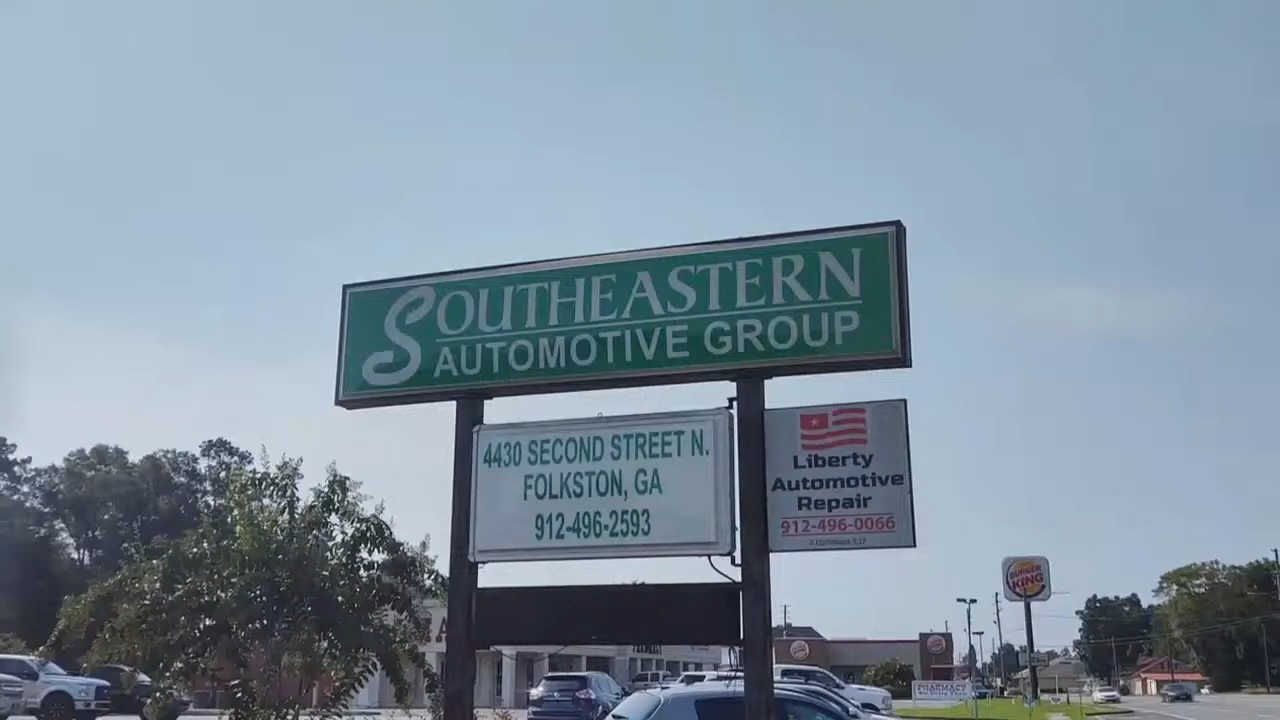 SOUTHEASTERN
AUTOMOTIVE GROUP
4430 SECOND STREET N.
FOLKSTON, GA
912-496-2593
Liberty
Automotive
Repair
912-496-0066
BURGER
KING
PHARMACY